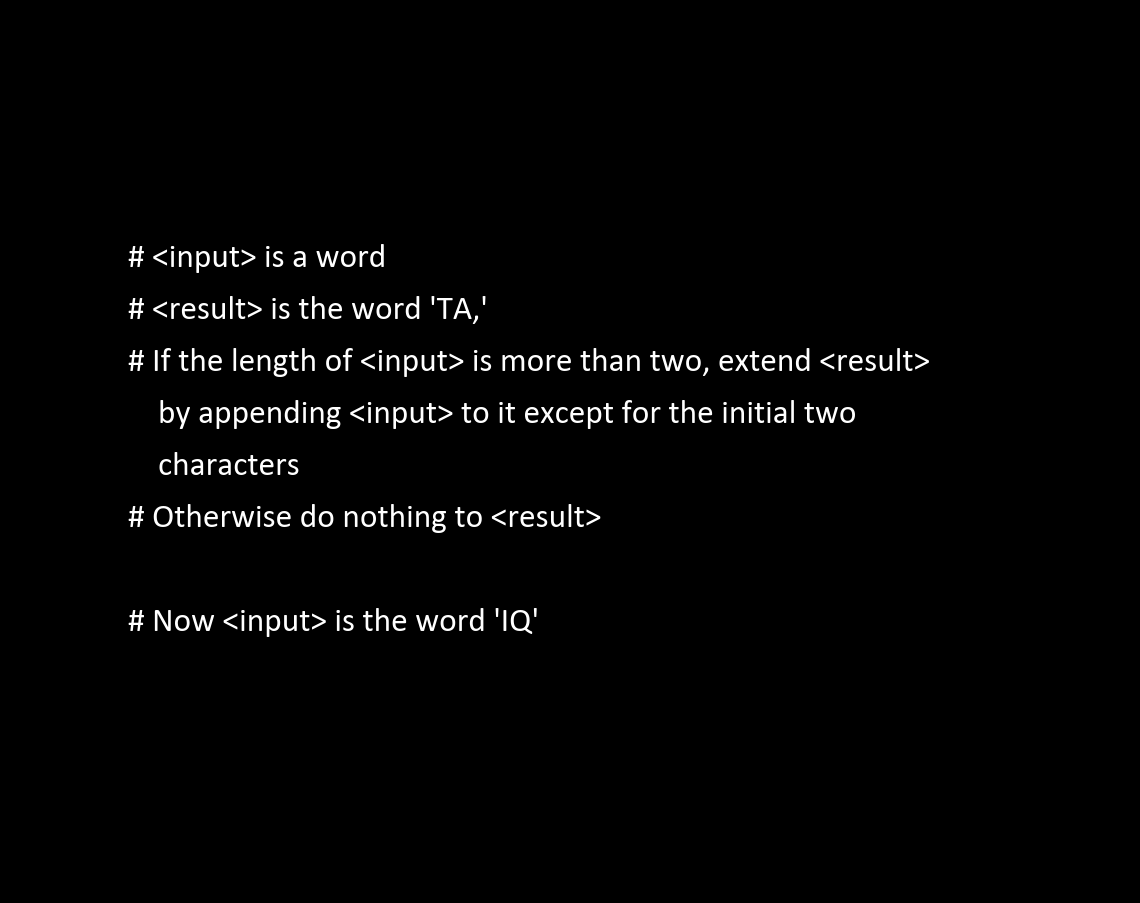 # <input> is a word
# <result> is the word 'TA,'
# If the length of <input> is more than two, extend <result>
by appending <input> to it except for the initial two
characters
# Otherwise do nothing to <result>
# Now <input> is the word 'IQ'